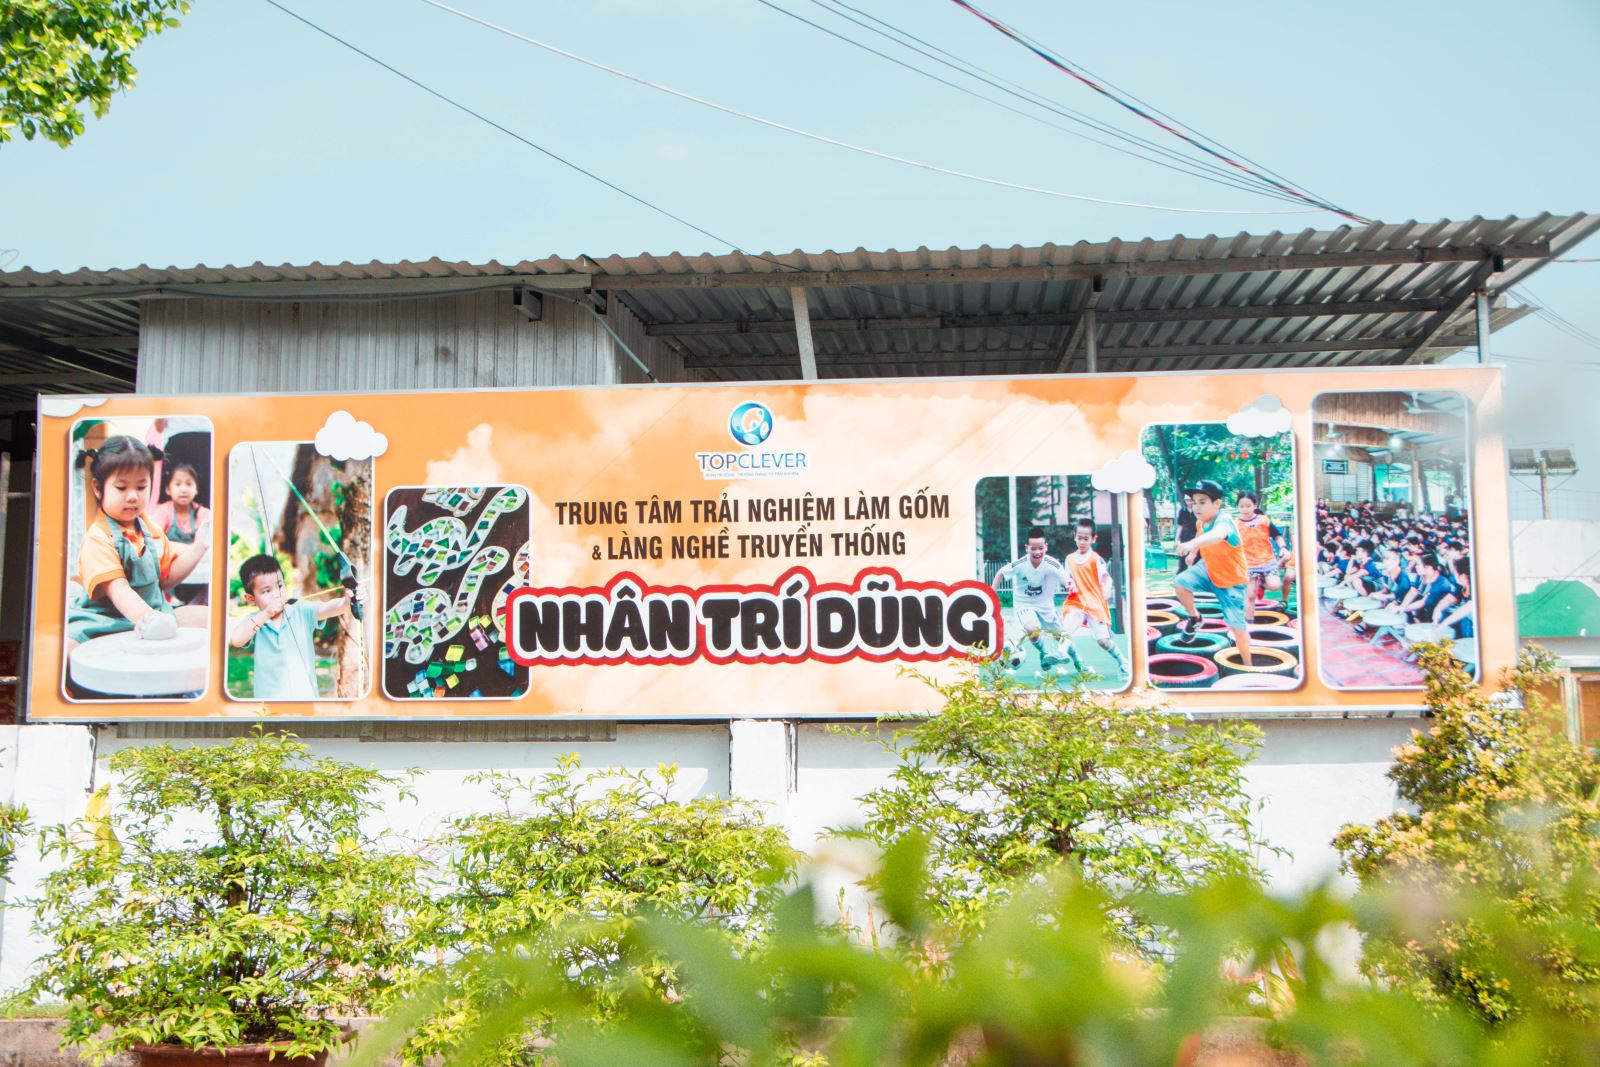 TOPCLEVER
TRUNG TÂM TRẢI NGHIỆM LÀM GỐM
& LÀNG NGHỀ TRUYỀN THỐNG
NHÂN TRÍ DŨNG